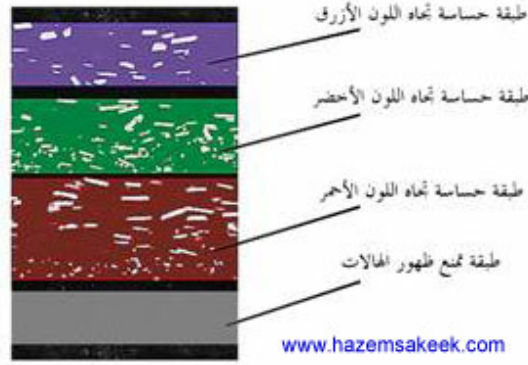 طبقة حساسة تجاه اللون الأزرق
طبقة حساسة تجاه اللون الأخضر
طبقة حساسة تجاه اللون الأحمر
طبقة تمنع ظهور الهالات
www.hazemsakeek.com